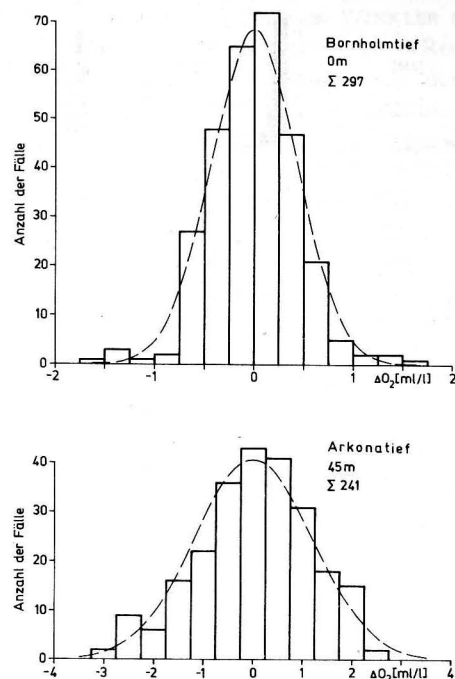 70
60
50
40
30
20
10
0
Anzahl der Fälle
Bornholmtief
0m
Σ 297
-2
-1
0
1
2
ΔO₂[ml/l]
40
30
20
10
0
Anzahl der Fälle
Arkonatief
45m
Σ 241
-4
-3
-2
-1
0
1
2
3
4
ΔO₂[ml/l]